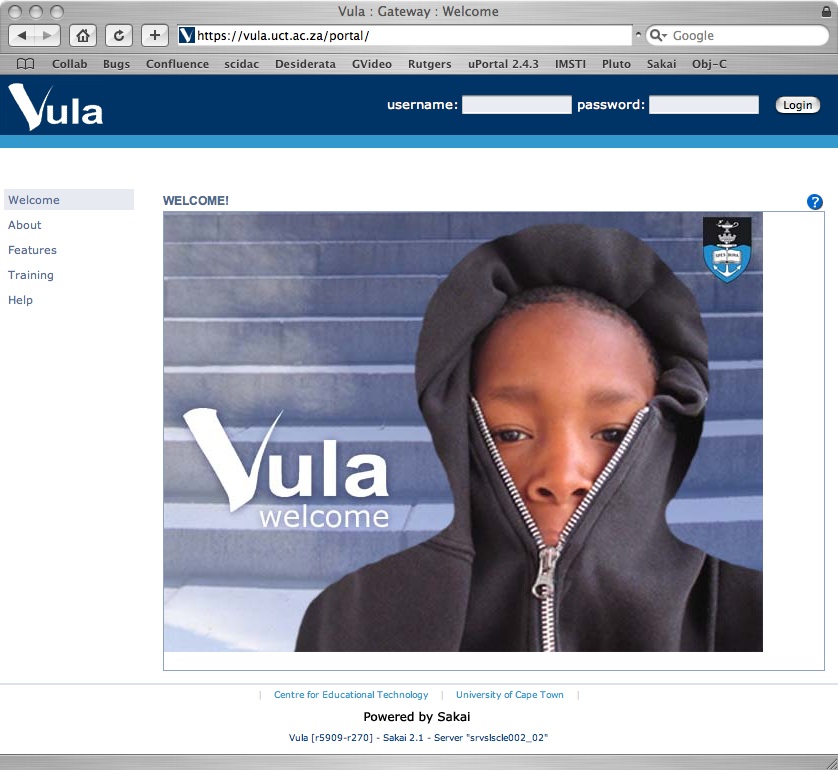 Vula : Gateway : Welcome
https://vula.uct.ac.za/portal/
Google
Collab Bugs Confluence scidac Desiderata GVideo Rutgers uPortal 2.4.3 IMSTI Pluto Sakai Obj-C
Vula
username: password: Login
Welcome
About
Features
Training
Help
WELCOME!
?
SPES BONA
Vula
welcome
| Centre for Educational Technology | University of Cape Town |
Powered by Sakai
Vula [r5909-r270] - Sakai 2.1 - Server "srvslscle002_02"